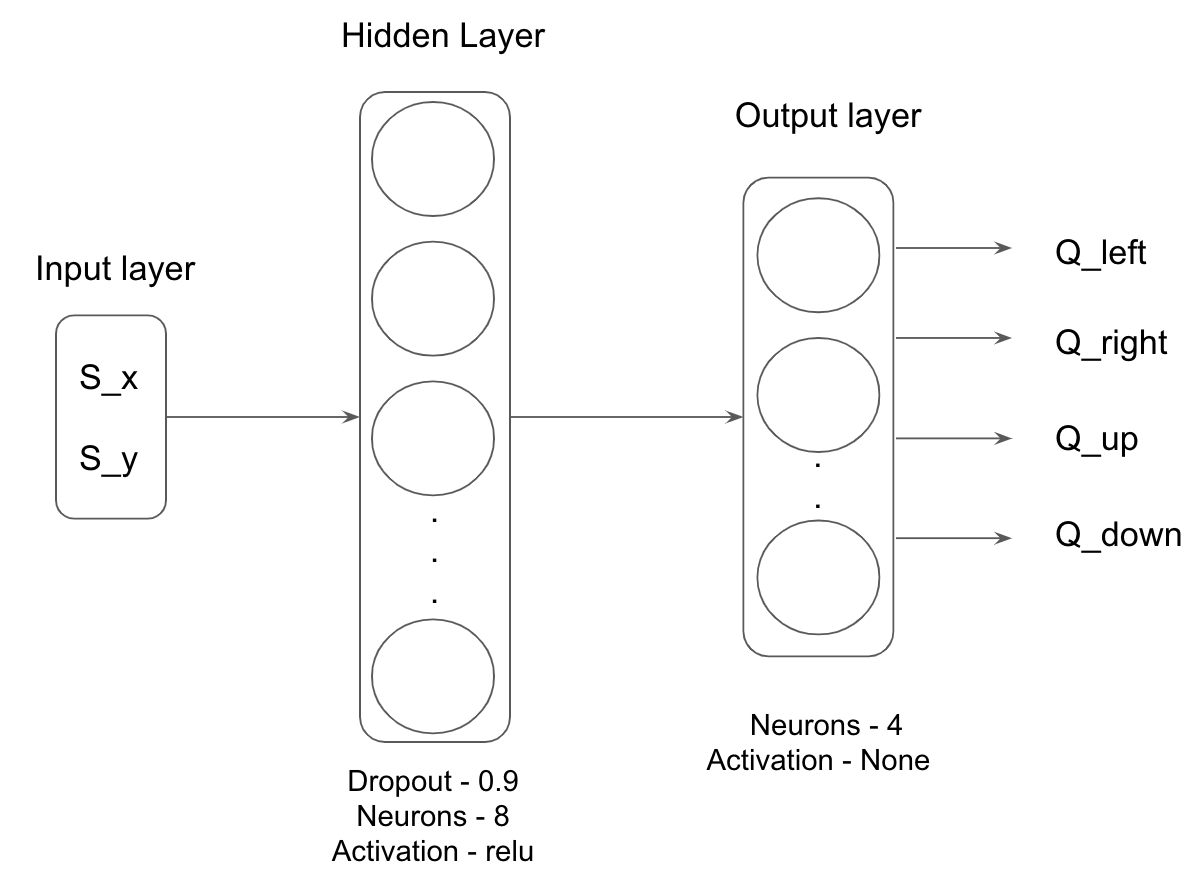 Hidden Layer
Output layer
Input layer
S_x
S_y
Q_left
Q_right
Q_up
Q_down
Neurons - 4
Activation - None
Dropout - 0.9
Neurons - 8
Activation - relu